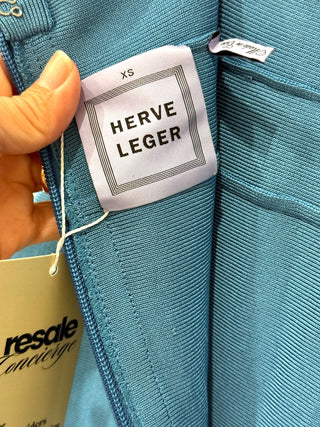 XS
HERVE
LEGER
resale
Concierge